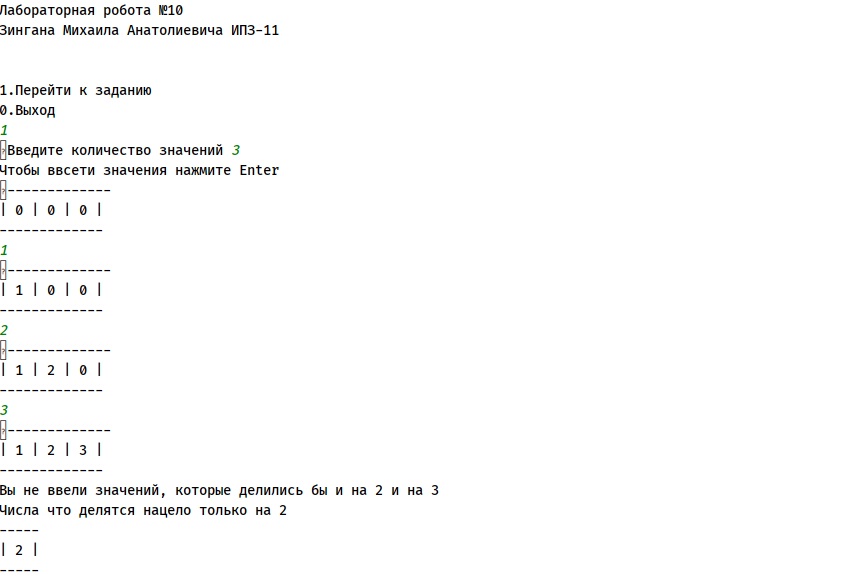 Лабораторная робота №10
Зингана Михаила Анатолиевича ИПЗ-11
1.Перейти к заданию
0.Выход
1
Введите количество значений 3
Чтобы ввсети значения нажмите Enter
-------------
| 0 | 0 | 0 |
-------------
1
-------------
| 1 | 0 | 0 |
-------------
2
-------------
| 1 | 2 | 0 |
-------------
3
-------------
| 1 | 2 | 3 |
-------------
Вы не ввели значений, которые делились бы и на 2 и на 3
Числа что делятся нацело только на 2
-----
| 2 |
-----